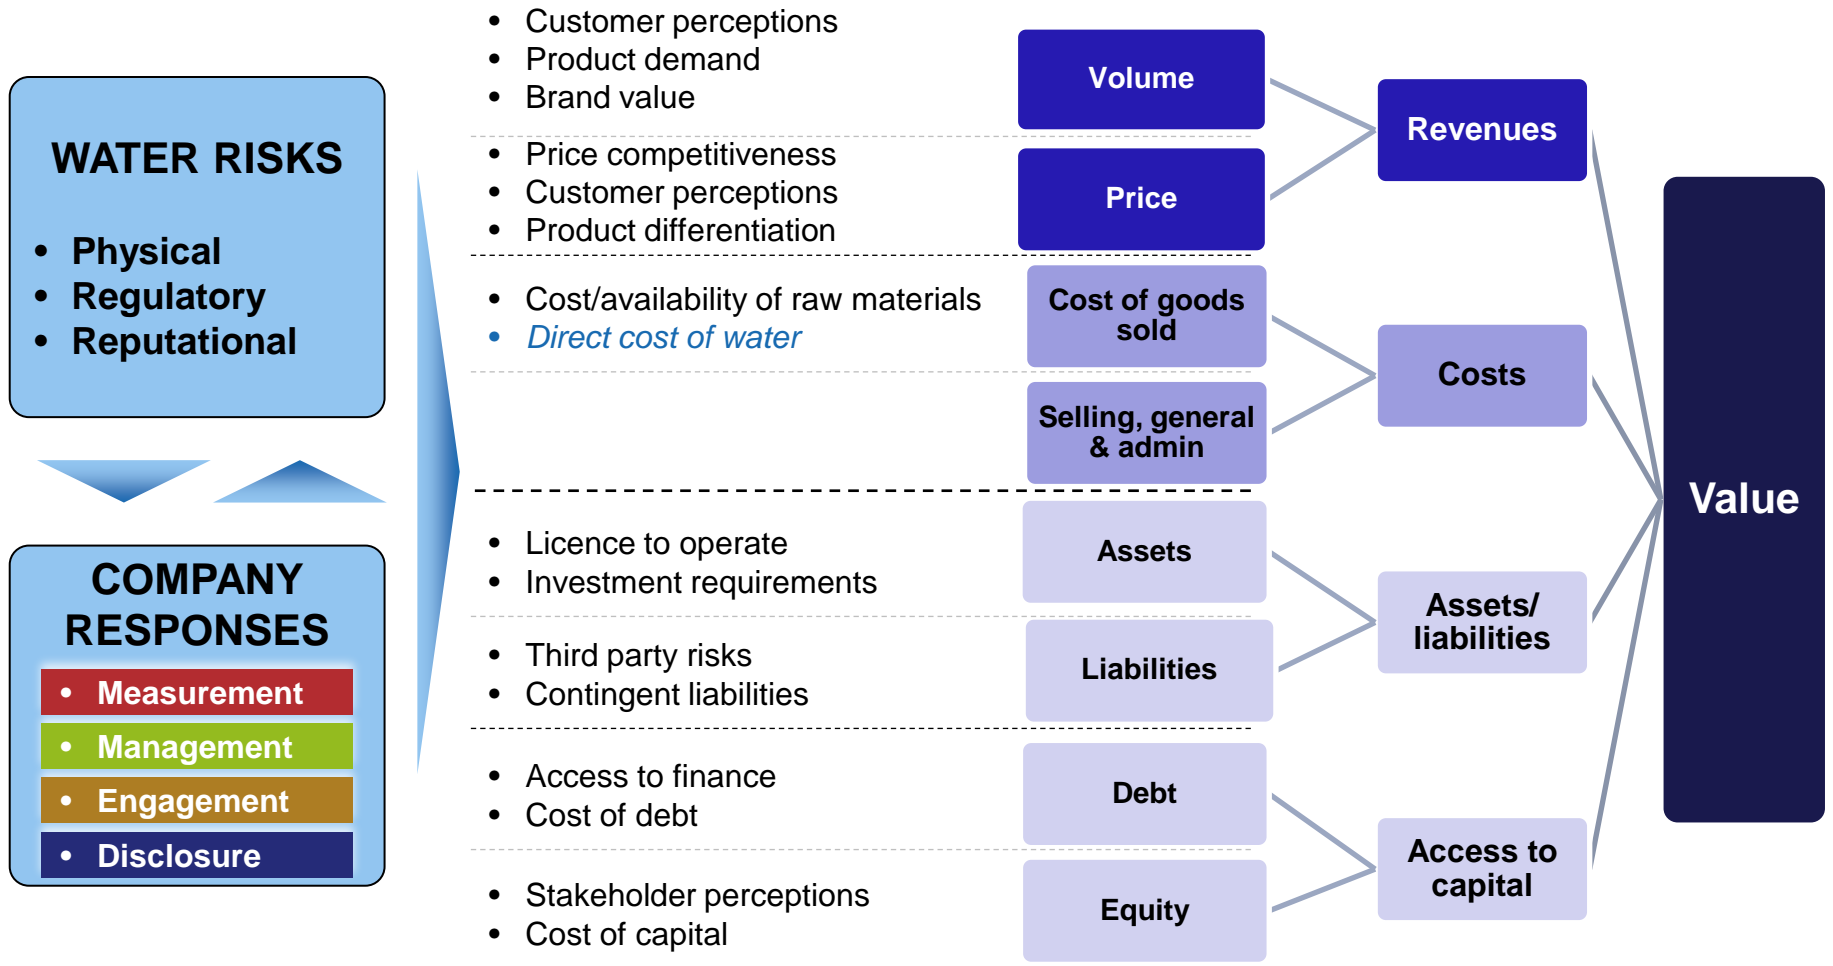 WATER RISKS
• Physical
• Regulatory
• Reputational
COMPANY
RESPONSES
• Measurement
• Management
• Engagement
• Disclosure
• Customer perceptions
• Product demand
• Brand value
• Price competitiveness
• Customer perceptions
• Product differentiation
• Cost/availability of raw materials
• Direct cost of water
• Licence to operate
• Investment requirements
• Third party risks
• Contingent liabilities
• Access to finance
• Cost of debt
• Stakeholder perceptions
• Cost of capital
Volume
Price
Cost of goods
sold
Selling, general
& admin
Assets
Liabilities
Debt
Equity
Revenues
Costs
Assets/
liabilities
Access to
capital
Value